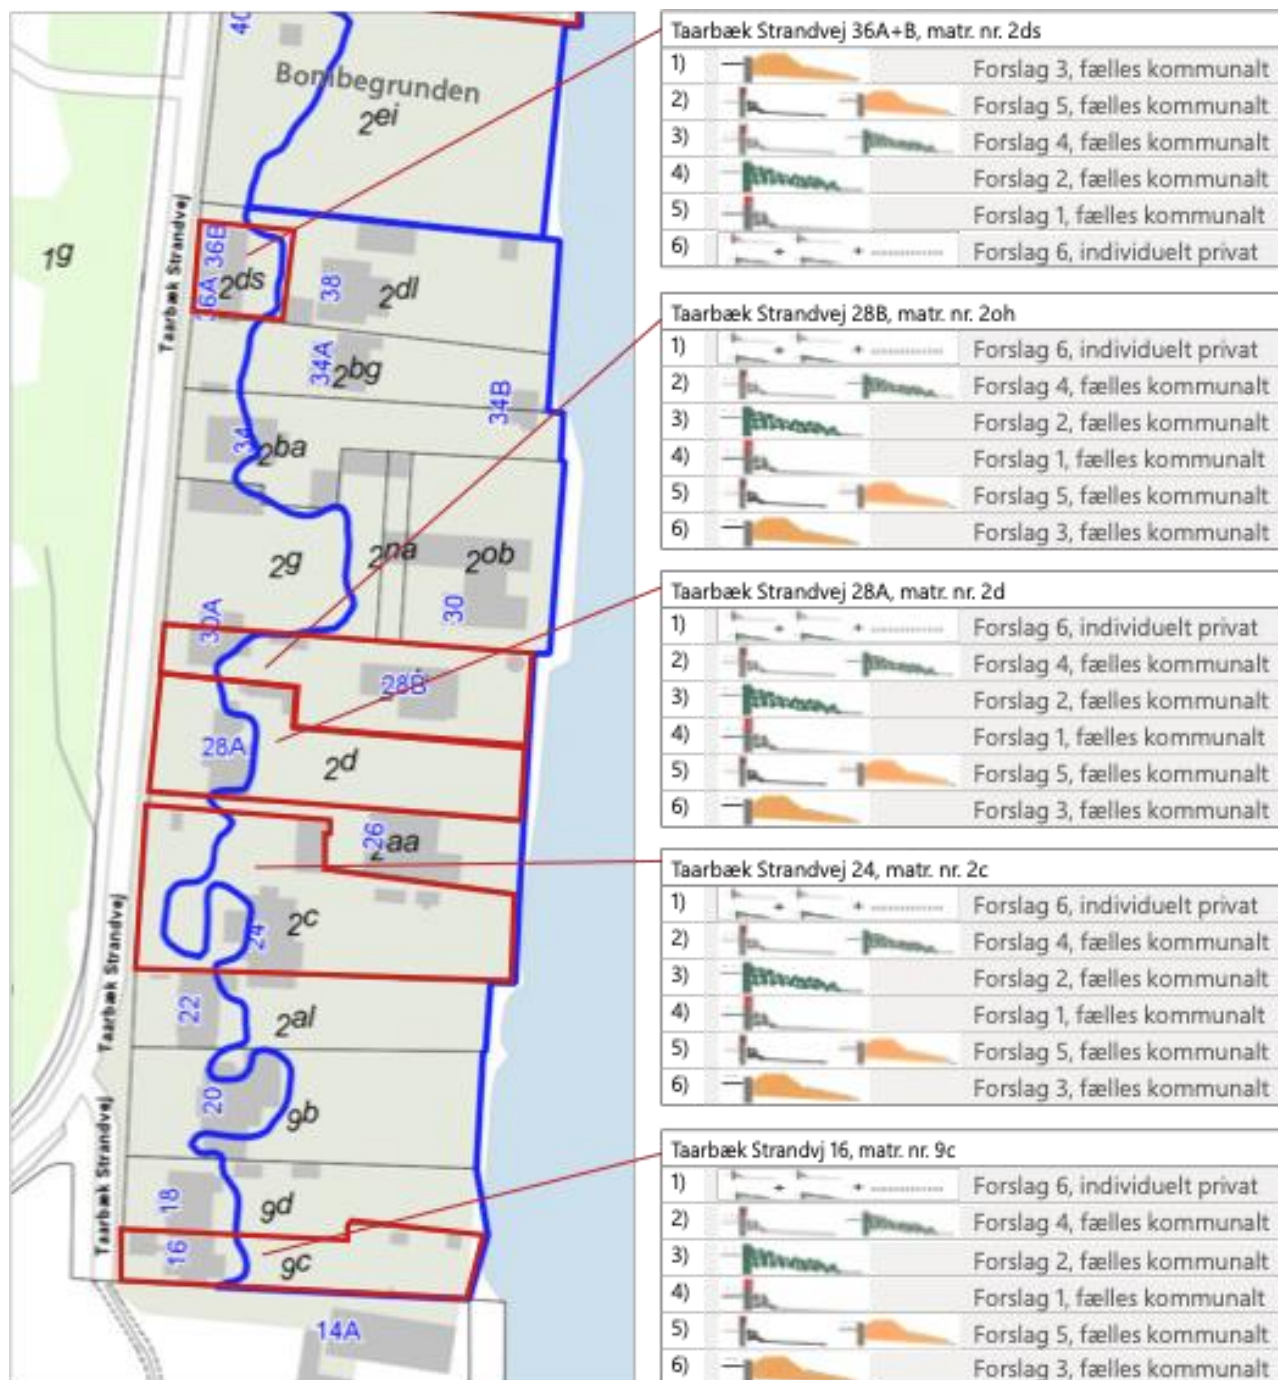 40
Bombegrunden
2ei
1g
Taarbæk Strandvej
36B
36A
2ds
38
2dl
34A
2bg
34B
34
2ba
2g
2na
2ob
30A
30
28B
28A
2d
26
2aa
24
2c
Taarbæk Strandvej
22
2al
20
9b
Taarbæk Strandvej
18
9d
16
9c
14A
Taarbæk Strandvej 36A+B, matr. nr. 2ds
1) Forslag 3, fælles kommunalt
2) Forslag 5, fælles kommunalt
3) Forslag 4, fælles kommunalt
4) Forslag 2, fælles kommunalt
5) Forslag 1, fælles kommunalt
6) Forslag 6, individuelt privat
Taarbæk Strandvej 28B, matr. nr. 2oh
1) Forslag 6, individuelt privat
2) Forslag 4, fælles kommunalt
3) Forslag 2, fælles kommunalt
4) Forslag 1, fælles kommunalt
5) Forslag 5, fælles kommunalt
6) Forslag 3, fælles kommunalt
Taarbæk Strandvej 28A, matr. nr. 2d
1) Forslag 6, individuelt privat
2) Forslag 4, fælles kommunalt
3) Forslag 2, fælles kommunalt
4) Forslag 1, fælles kommunalt
5) Forslag 5, fælles kommunalt
6) Forslag 3, fælles kommunalt
Taarbæk Strandvej 24, matr. nr. 2c
1) Forslag 6, individuelt privat
2) Forslag 4, fælles kommunalt
3) Forslag 2, fælles kommunalt
4) Forslag 1, fælles kommunalt
5) Forslag 5, fælles kommunalt
6) Forslag 3, fælles kommunalt
Taarbæk Strandvj 16, matr. nr. 9c
1) Forslag 6, individuelt privat
2) Forslag 4, fælles kommunalt
3) Forslag 2, fælles kommunalt
4) Forslag 1, fælles kommunalt
5) Forslag 5, fælles kommunalt
6) Forslag 3, fælles kommunalt